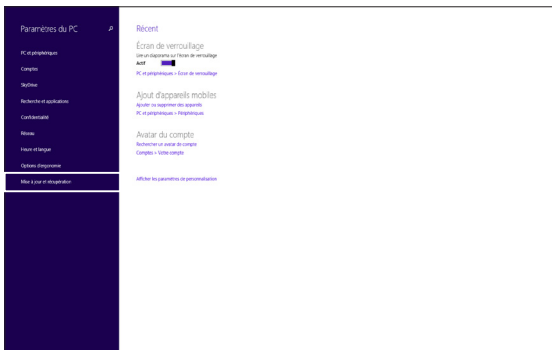 Paramètres du PC
PC et périphériques
Comptes
SkyDrive
Recherche et applications
Confidentialité
Réseau
Heure et langue
Options d'ergonomie
Mise à jour et récupération
Récent
Écran de verrouillage
Lire un diaporama sur l'écran de verrouillage
Actif
PC et périphériques > Écran de verrouillage
Ajout d'appareils mobiles
Ajouter ou supprimer des appareils
PC et périphériques > Périphériques
Avatar du compte
Rechercher un avatar de compte
Comptes > Votre compte
Afficher les paramètres de personnalisation